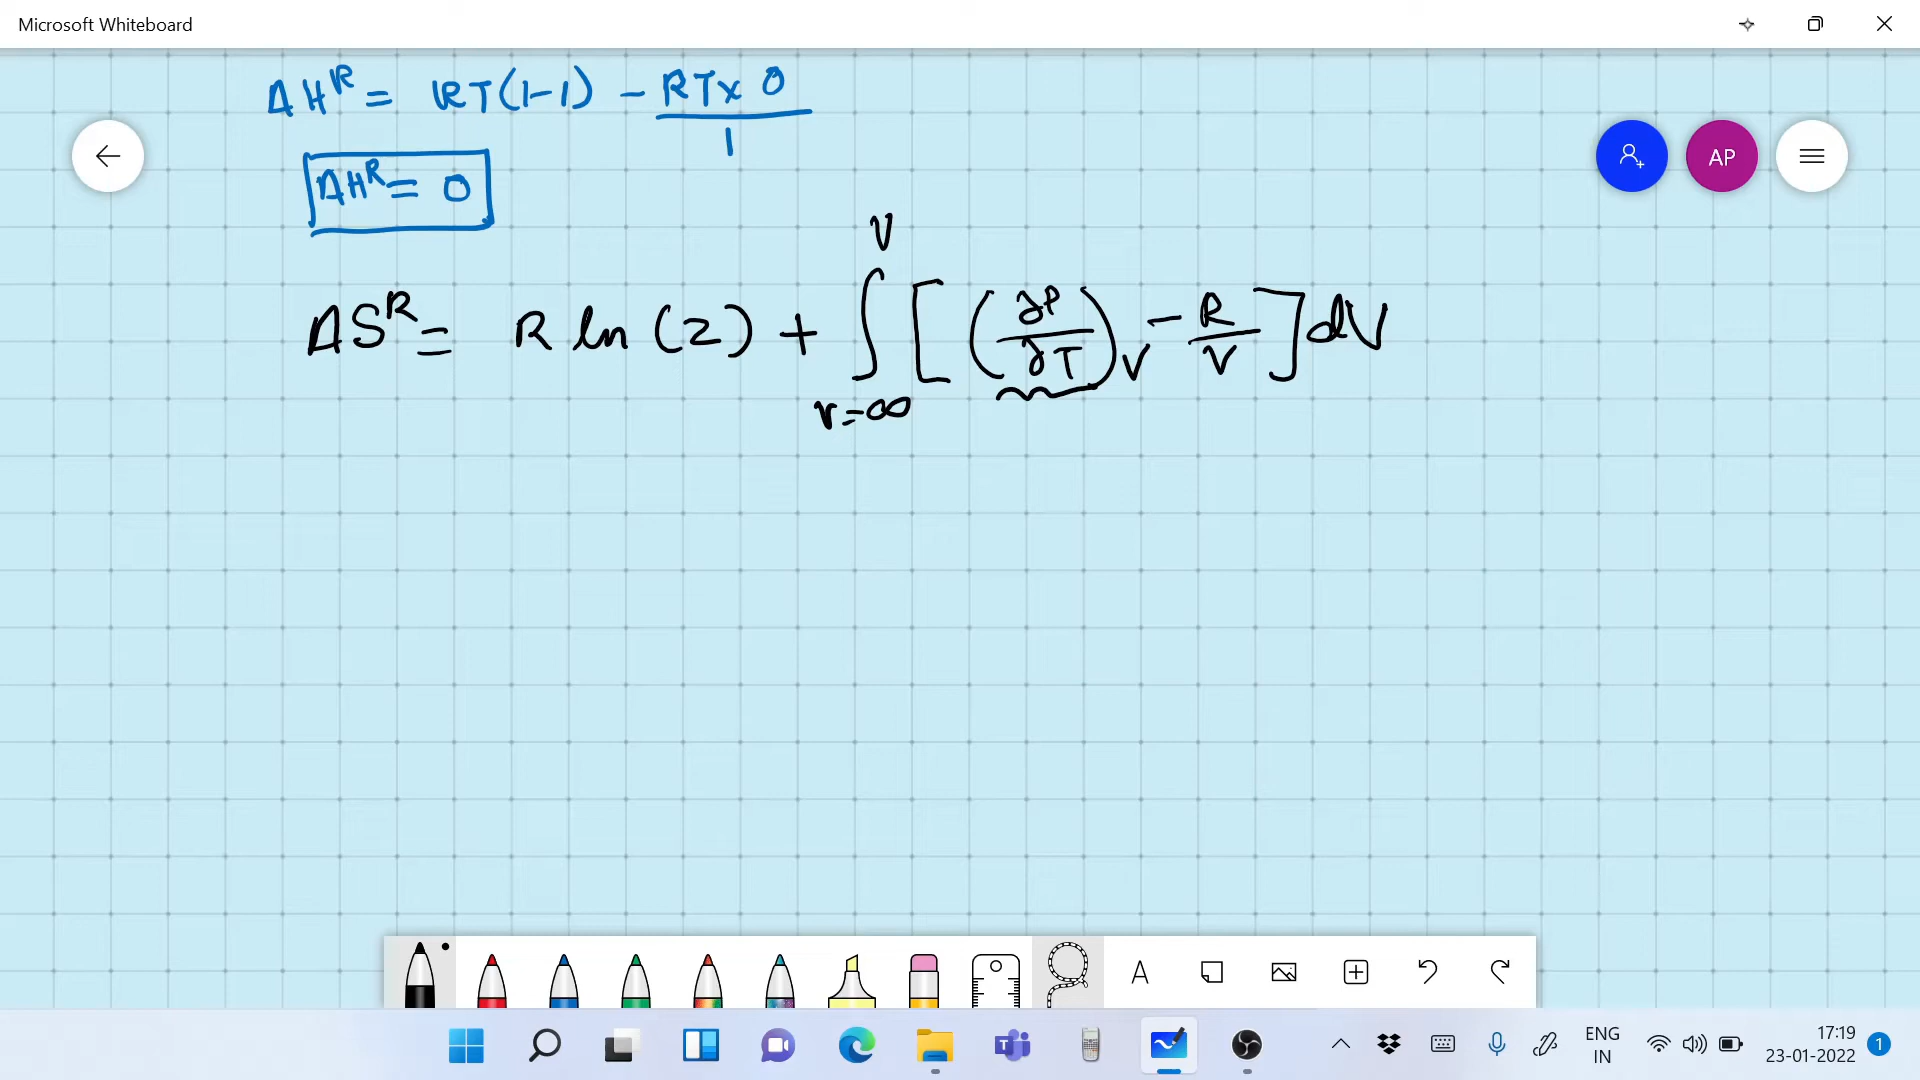 Microsoft Whiteboard
ΔH^R = RT(1-1) - RT x 0 / 1
ΔH^R = 0
AP
ΔS^R = R ln (Z) + ∫_{V=∞}^{V} [ (∂P/∂T)_V - R/V ] dV
A
ENG
IN
17:19
23-01-2022
1